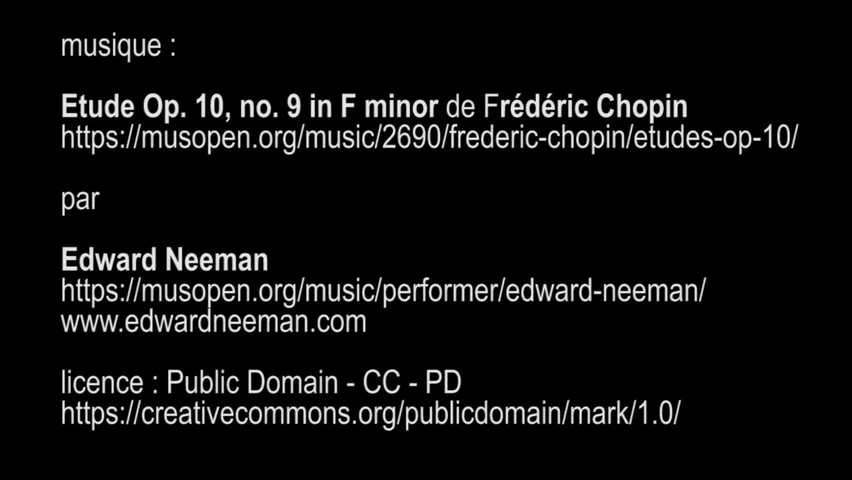 musique :
Etude Op. 10, no. 9 in F minor de Frédéric Chopin
https://musopen.org/music/2690/frederic-chopin/etudes-op-10/
par
Edward Neeman
https://musopen.org/music/performer/edward-neeman/
www.edwardneeman.com
licence : Public Domain - CC - PD
https://creativecommons.org/publicdomain/mark/1.0/